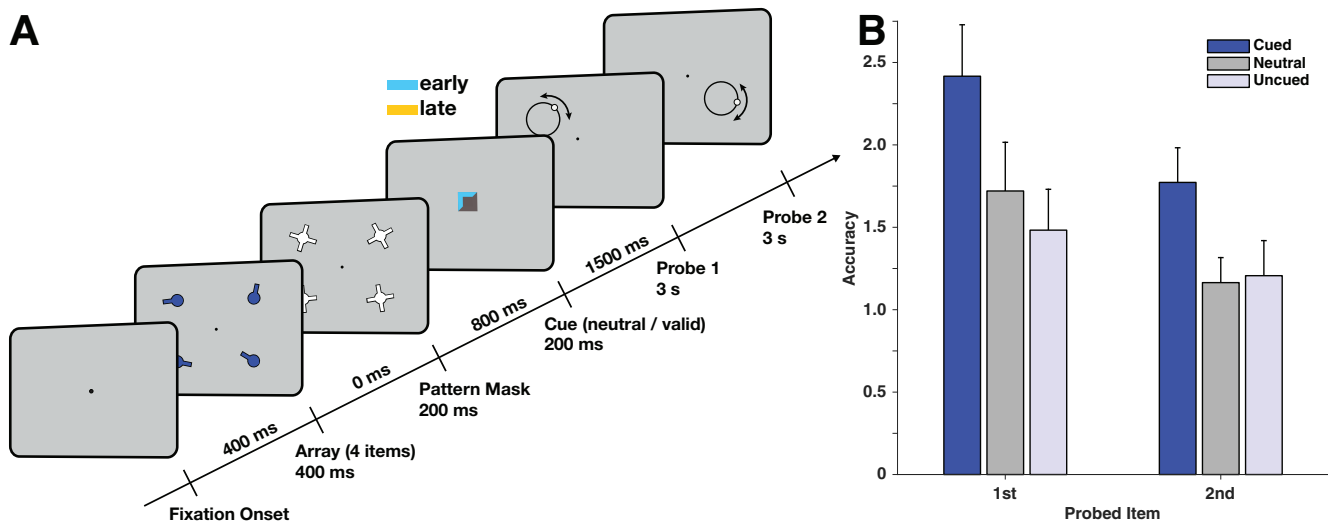 A
early
late
Fixation Onset
400 ms
Array (4 items)
400 ms
0 ms
Pattern Mask
200 ms
800 ms
Cue (neutral / valid)
200 ms
1500 ms
Probe 1
3 s
Probe 2
3 s
B
Cued
Neutral
Uncued
Accuracy
2.5
2.0
1.5
1.0
0.5
0
1st
2nd
Probed Item